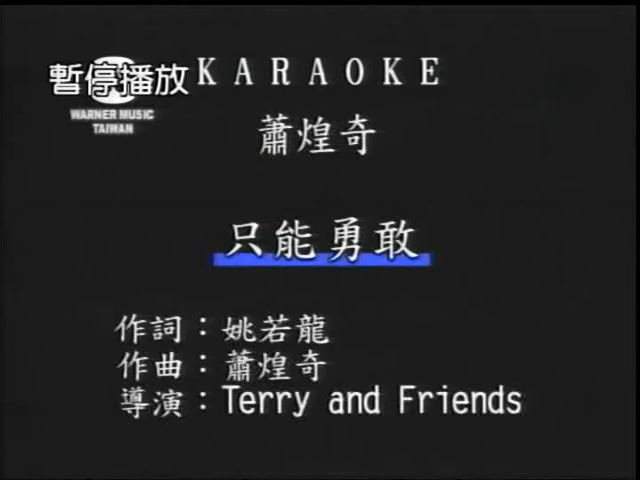 暫停播放
KARAOKE
WARNER MUSIC
TAIWAN
蕭煌奇
只能勇敢
作詞：姚若龍
作曲：蕭煌奇
導演：Terry and Friends